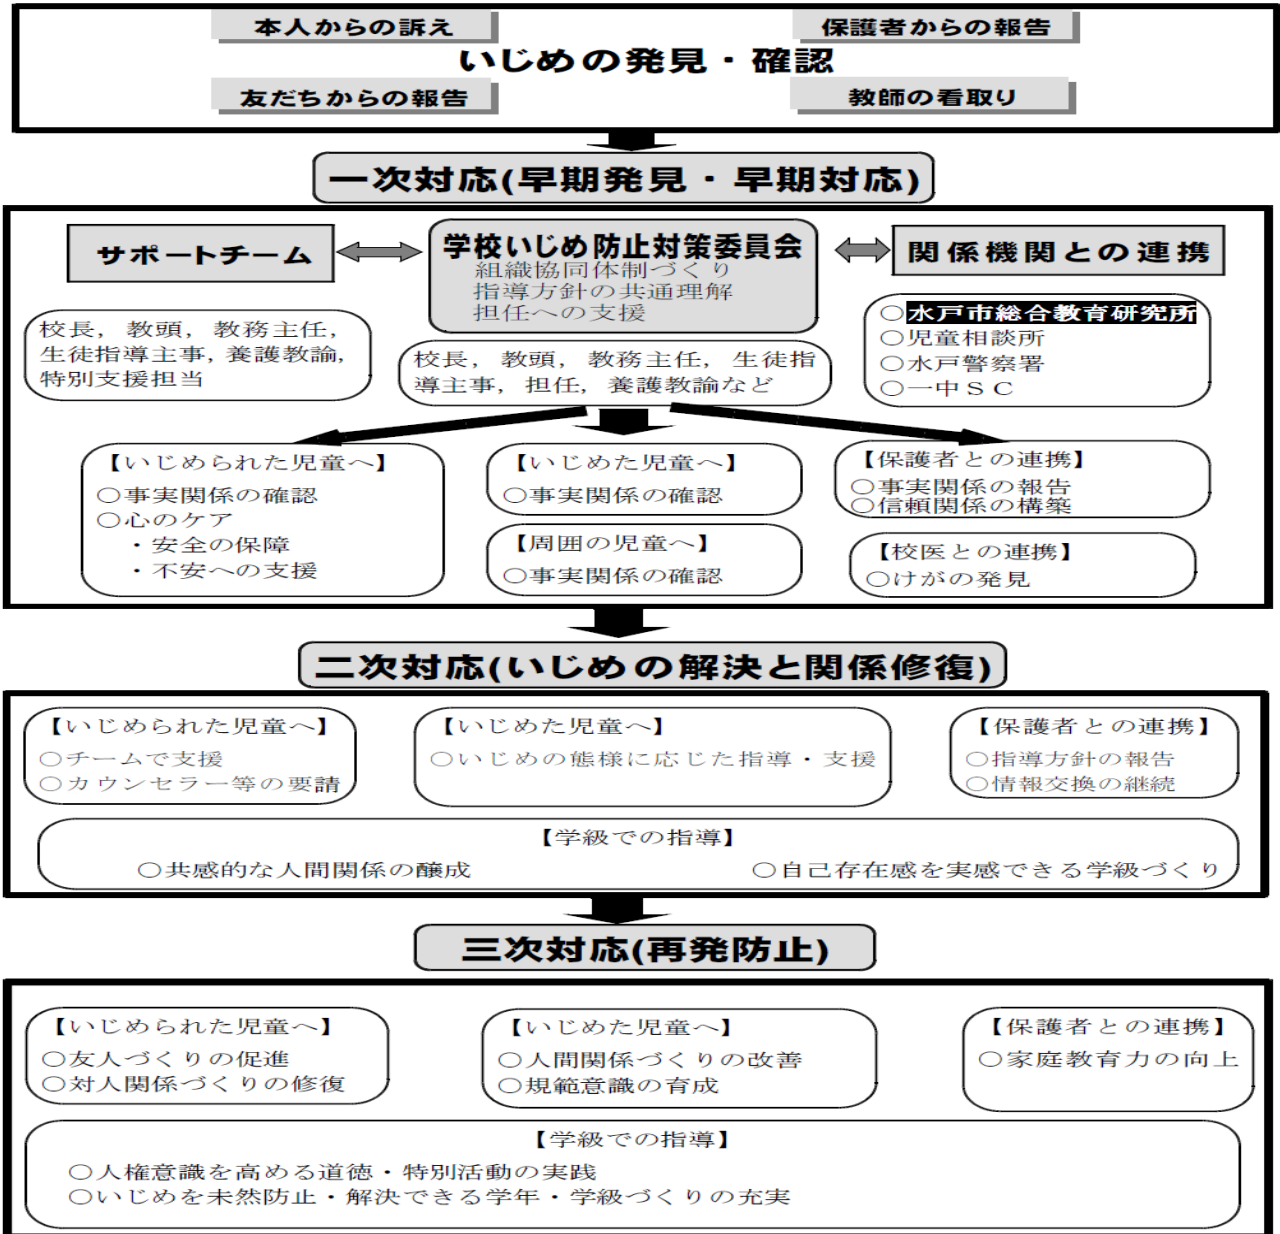 本人からの訴え
保護者からの報告
いじめの発見・確認
友だちからの報告
教師の看取り
一次対応(早期発見・早期対応)
サポートチーム
学校いじめ防止対策委員会
組織協同体制づくり
指導方針の共通理解
担任への支援
関係機関との連携
校長，教頭，教務主任，
生徒指導主事，養護教諭，
特別支援担当
校長，教頭，教務主任，生徒指
導主事，担任，養護教諭など
○水戸市総合教育研究所
○児童相談所
○水戸警察署
○一中ＳＣ
【いじめられた児童へ】
○事実関係の確認
○心のケア
・安全の保障
・不安への支援
【いじめた児童へ】
○事実関係の確認
【周囲の児童へ】
○事実関係の確認
【保護者との連携】
○事実関係の報告
○信頼関係の構築
【校医との連携】
○けがの発見
二次対応(いじめの解決と関係修復)
【いじめられた児童へ】
○チームで支援
○カウンセラー等の要請
【いじめた児童へ】
○いじめの態様に応じた指導・支援
【保護者との連携】
○指導方針の報告
○情報交換の継続
【学級での指導】
○共感的な人間関係の醸成
○自己存在感を実感できる学級づくり
三次対応(再発防止)
【いじめられた児童へ】
○友人づくりの促進
○対人関係づくりの修復
【いじめた児童へ】
○人間関係づくりの改善
○規範意識の育成
【保護者との連携】
○家庭教育力の向上
【学級での指導】
○人権意識を高める道徳・特別活動の実践
○いじめを未然防止・解決できる学年・学級づくりの充実